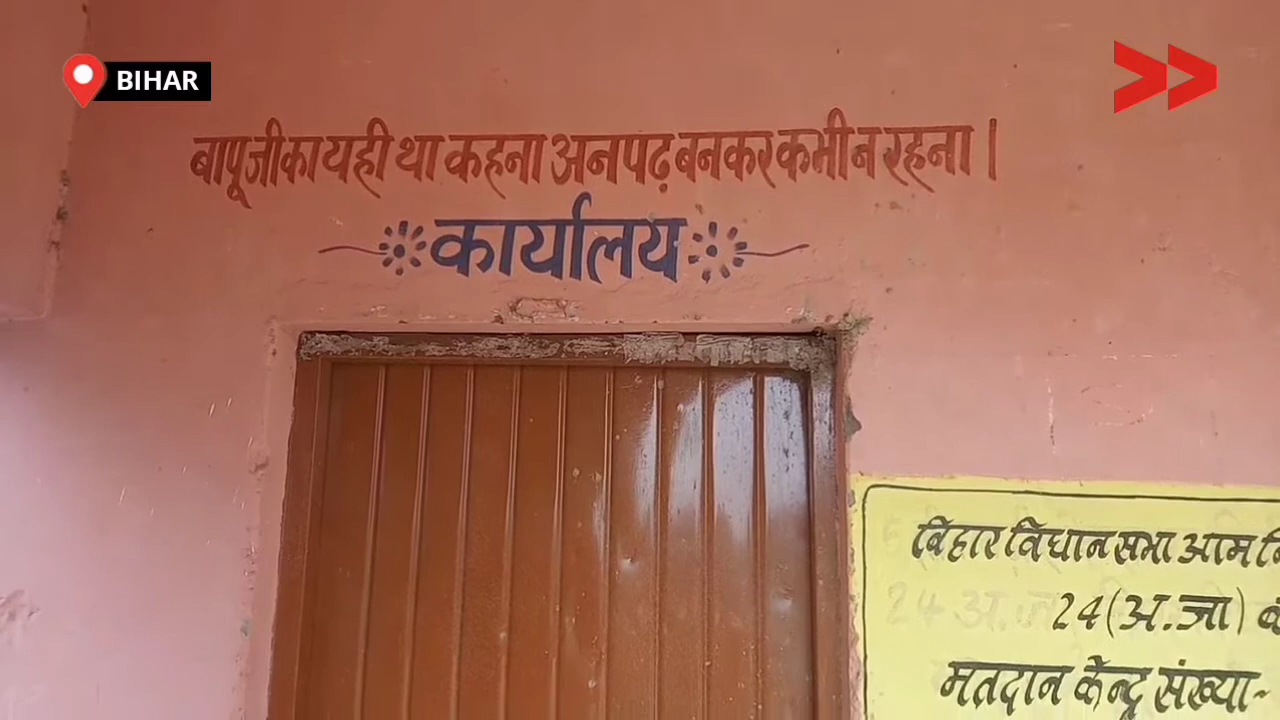 BIHAR
बापू जी का यही था कहना अनपढ़ बनकर कभी न रहना।
कार्यालय
बिहार विधान सभा आम
24 (अ.जा)
मतदान केन्द्र संख्या-